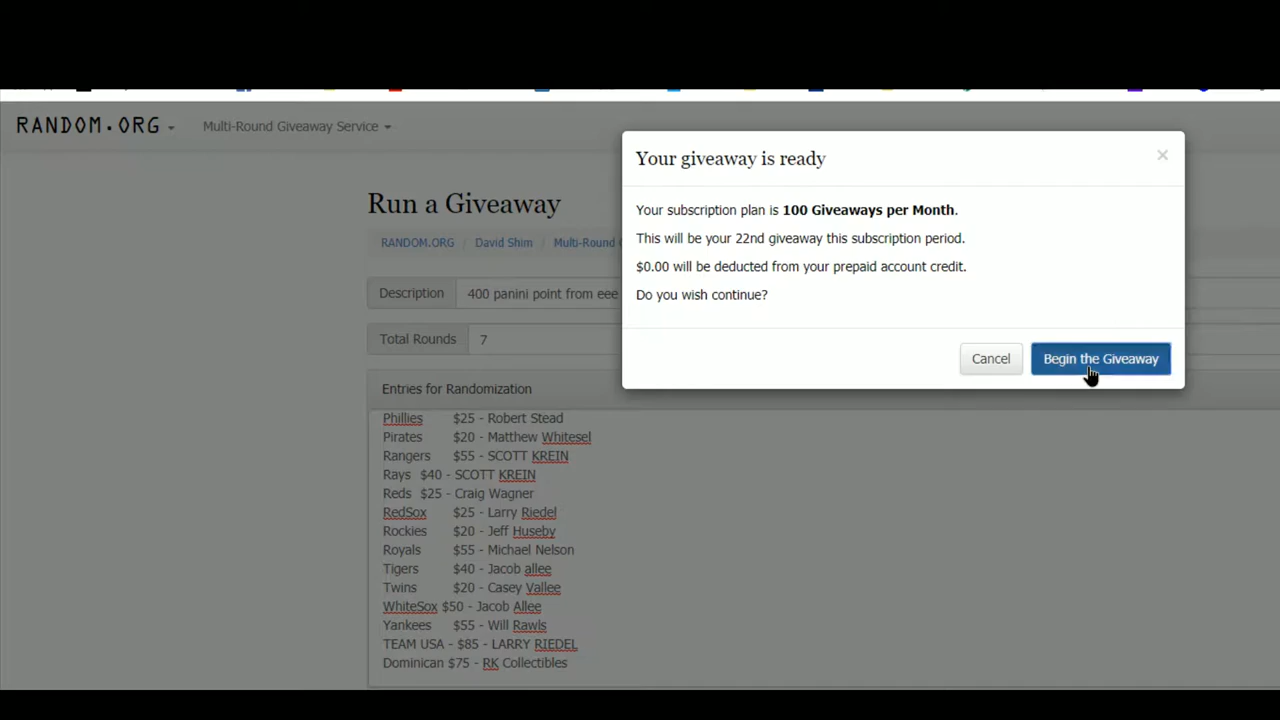 RANDOM.ORG
Multi-Round Giveaway Service
Your giveaway is ready
×
Your subscription plan is 100 Giveaways per Month.
This will be your 22nd giveaway this subscription period.
$0.00 will be deducted from your prepaid account credit.
Do you wish continue?
Cancel
Begin the Giveaway
Run a Giveaway
RANDOM.ORG / David Shim / Multi-Round
Description 400 panini point from eee
Total Rounds 7
Entries for Randomization
Phillies $25 - Robert Stead
Pirates $20 - Matthew Whitesel
Rangers $55 - SCOTT KREIN
Rays $40 - SCOTT KREIN
Reds $25 - Craig Wagner
RedSox $25 - Larry Riedel
Rockies $20 - Jeff Huseby
Royals $55 - Michael Nelson
Tigers $40 - Jacob allee
Twins $20 - Casey Vallee
WhiteSox $50 - Jacob Allee
Yankees $55 - Will Rawls
TEAM USA - $85 - LARRY RIEDEL
Dominican $75 - RK Collectibles